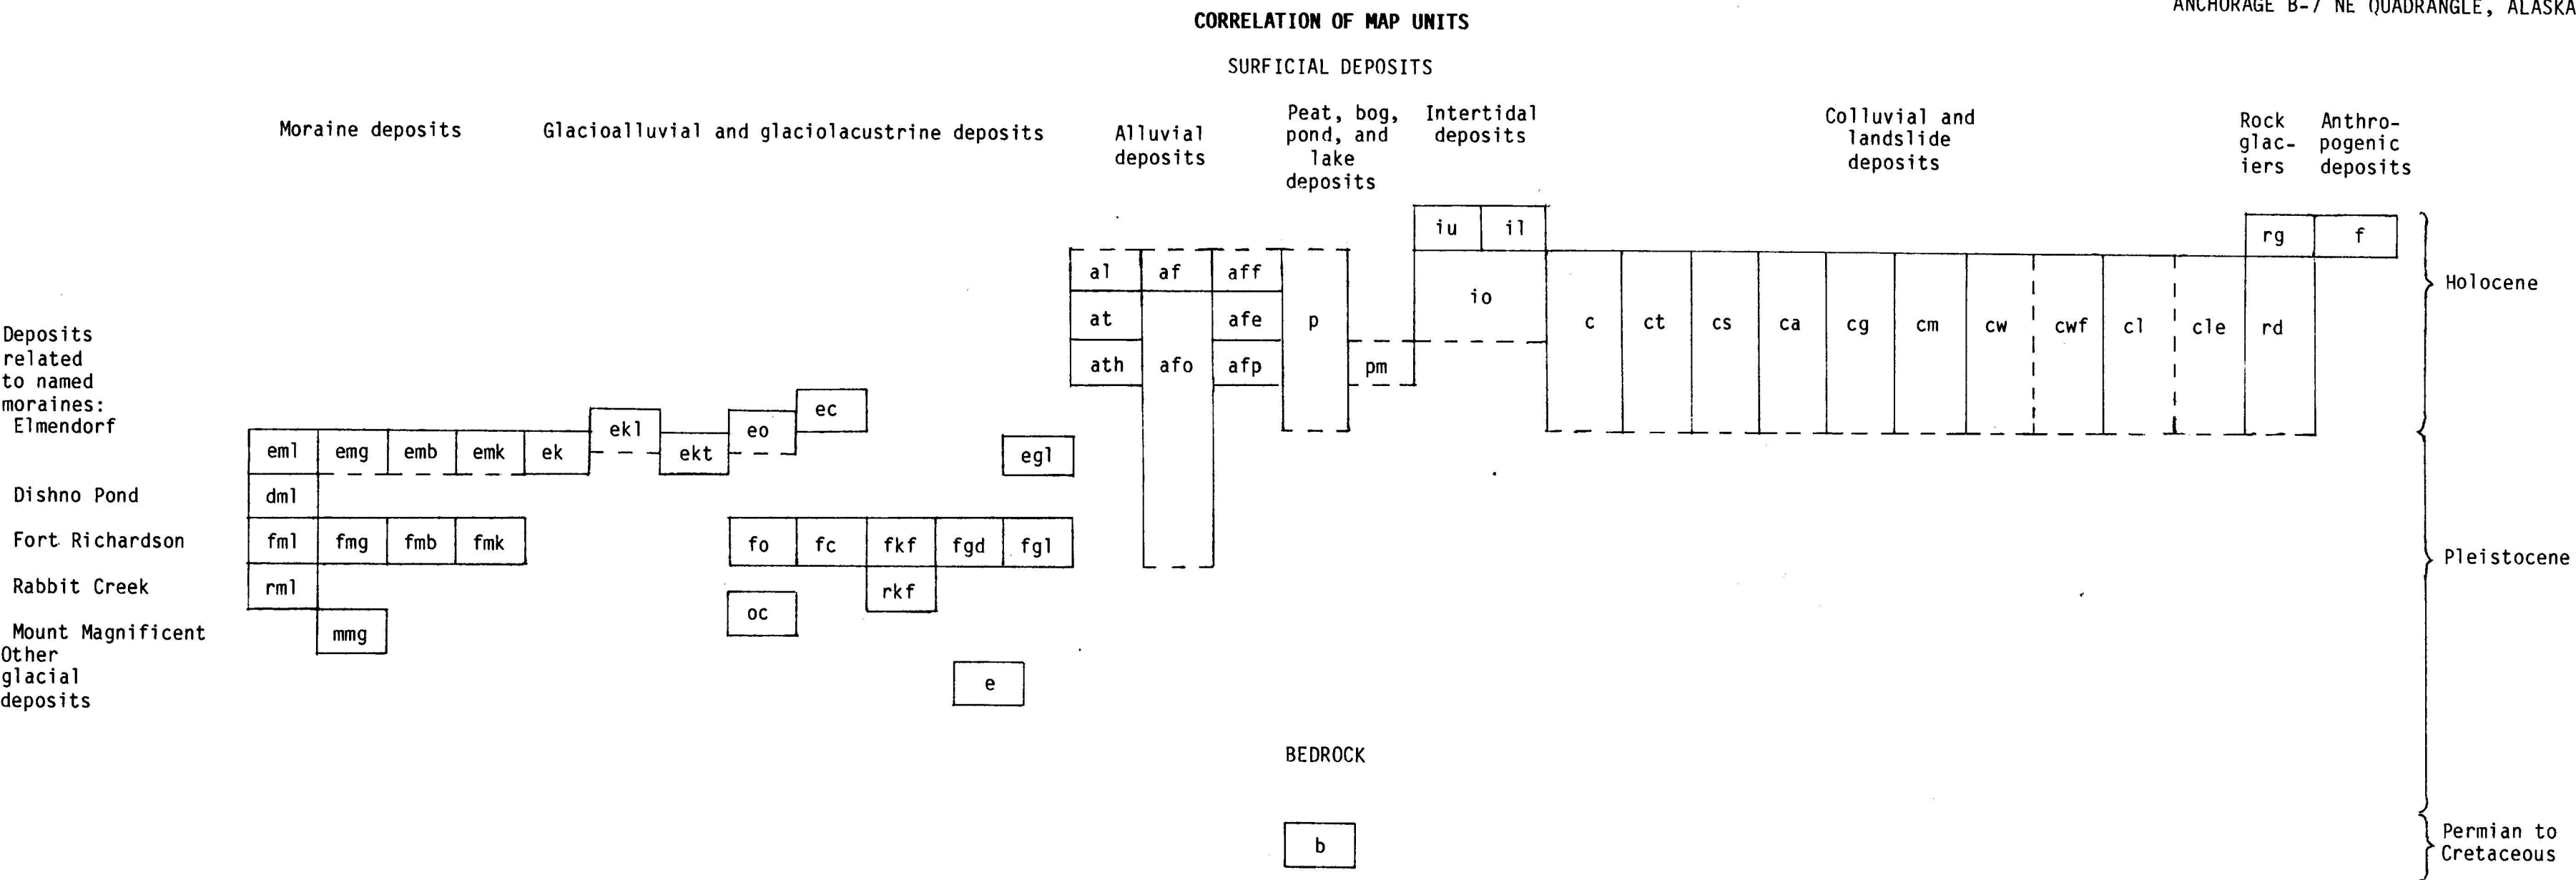 ANCHORAGE B-7 NE QUADRANGLE, ALASKA
CORRELATION OF MAP UNITS
SURFICIAL DEPOSITS
Moraine deposits
Glacioalluvial and glaciolacustrine deposits
Alluvial
deposits
Peat, bog,
pond, and
lake
deposits
Intertidal
deposits
Colluvial and
landslide
deposits
Rock
glac-
iers
Anthro-
pogenic
deposits
iu il
rg f
al af aff
at afe p
ath afo afp pm
io
c ct cs ca cg cm cw cwf cl cle rd
Holocene
Deposits
related
to named
moraines:
Elmendorf
eml emg emb emk ek ekl ekt eo ec egl
Dishno Pond
dml
Fort Richardson
fml fmg fmb fmk fo fc fkf fgd fgl
Pleistocene
Rabbit Creek
rml rkf
oc
Mount Magnificent
mmg
Other
glacial
deposits
e
BEDROCK
b
Permian to
Cretaceous